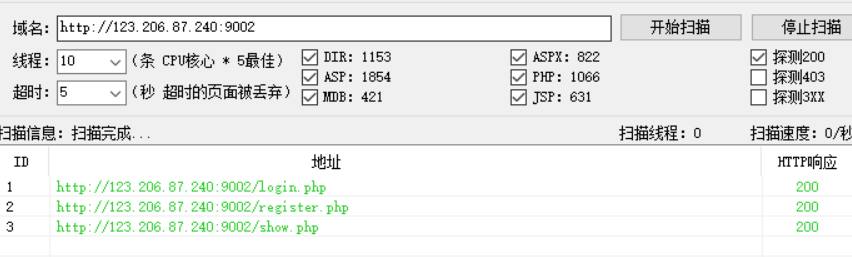 域名: http://123.206.87.240:9002 开始扫描 停止扫描
线程: 10 (条 CPU核心 * 5最佳) DIR: 1153 ASPX: 822 探测200
ASP: 1854 PHP: 1066 探测403
超时: 5 (秒 超时的页面被丢弃) MDB: 421 JSP: 631 探测3XX
扫描信息: 扫描完成... 扫描线程: 0 扫描速度: 0/秒
ID 地址 HTTP响应
1 http://123.206.87.240:9002/login.php 200
2 http://123.206.87.240:9002/register.php 200
3 http://123.206.87.240:9002/show.php 200